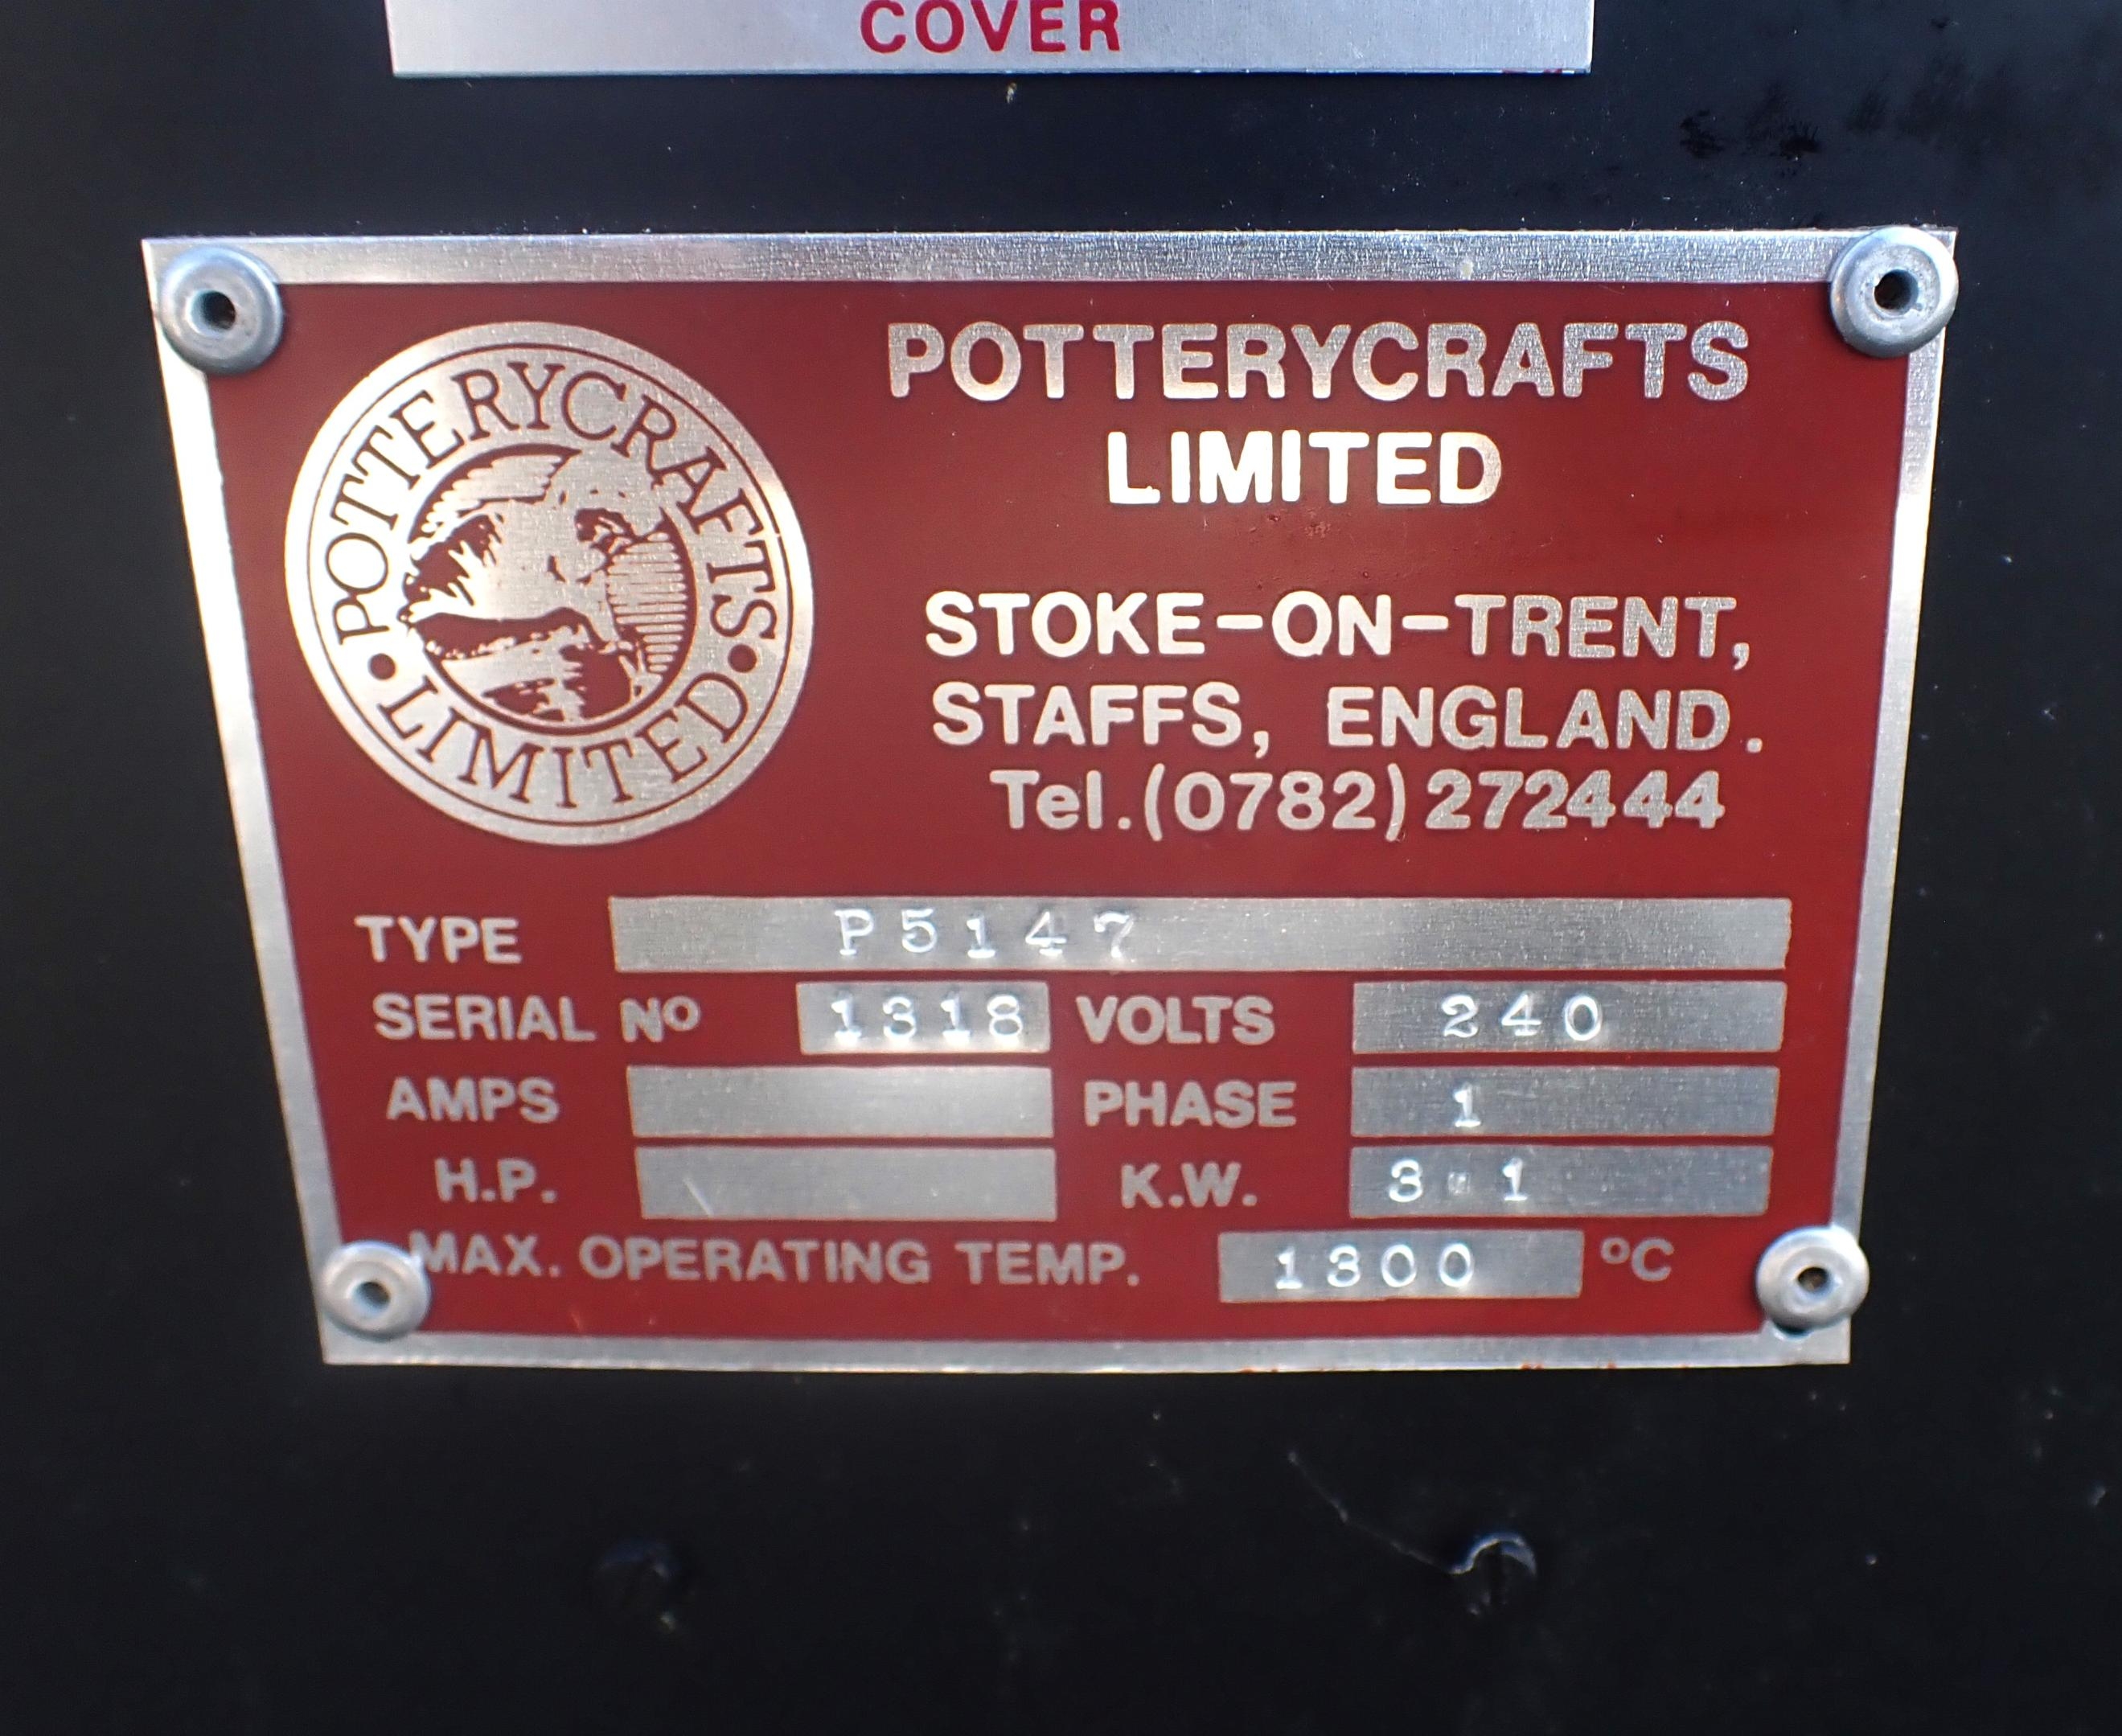 COVER
POTTERYCRAFTS
LIMITED
POTTERYCRAFTS
LIMITED
STOKE-ON-TRENT,
STAFFS, ENGLAND.
Tel.(0782)272444
TYPE P5147
SERIAL Nº 1318 VOLTS 240
AMPS PHASE 1
H.P. K.W. 3.1
MAX. OPERATING TEMP. 1300 ºC